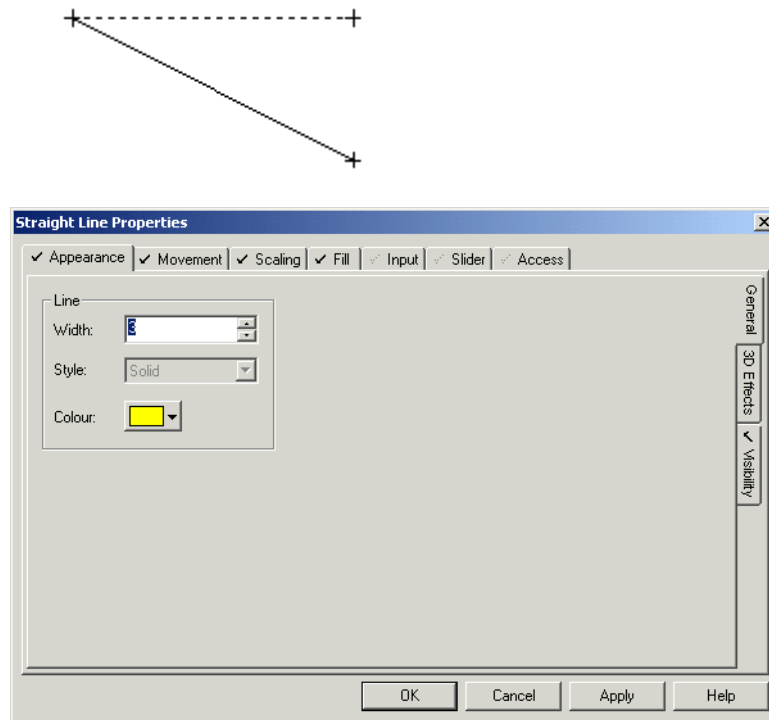 Straight Line Properties
Appearance Movement Scaling Fill Input Slider Access
Line
Width: 3
Style: Solid
Colour:
General
3D Effects
Visibility
OK Cancel Apply Help